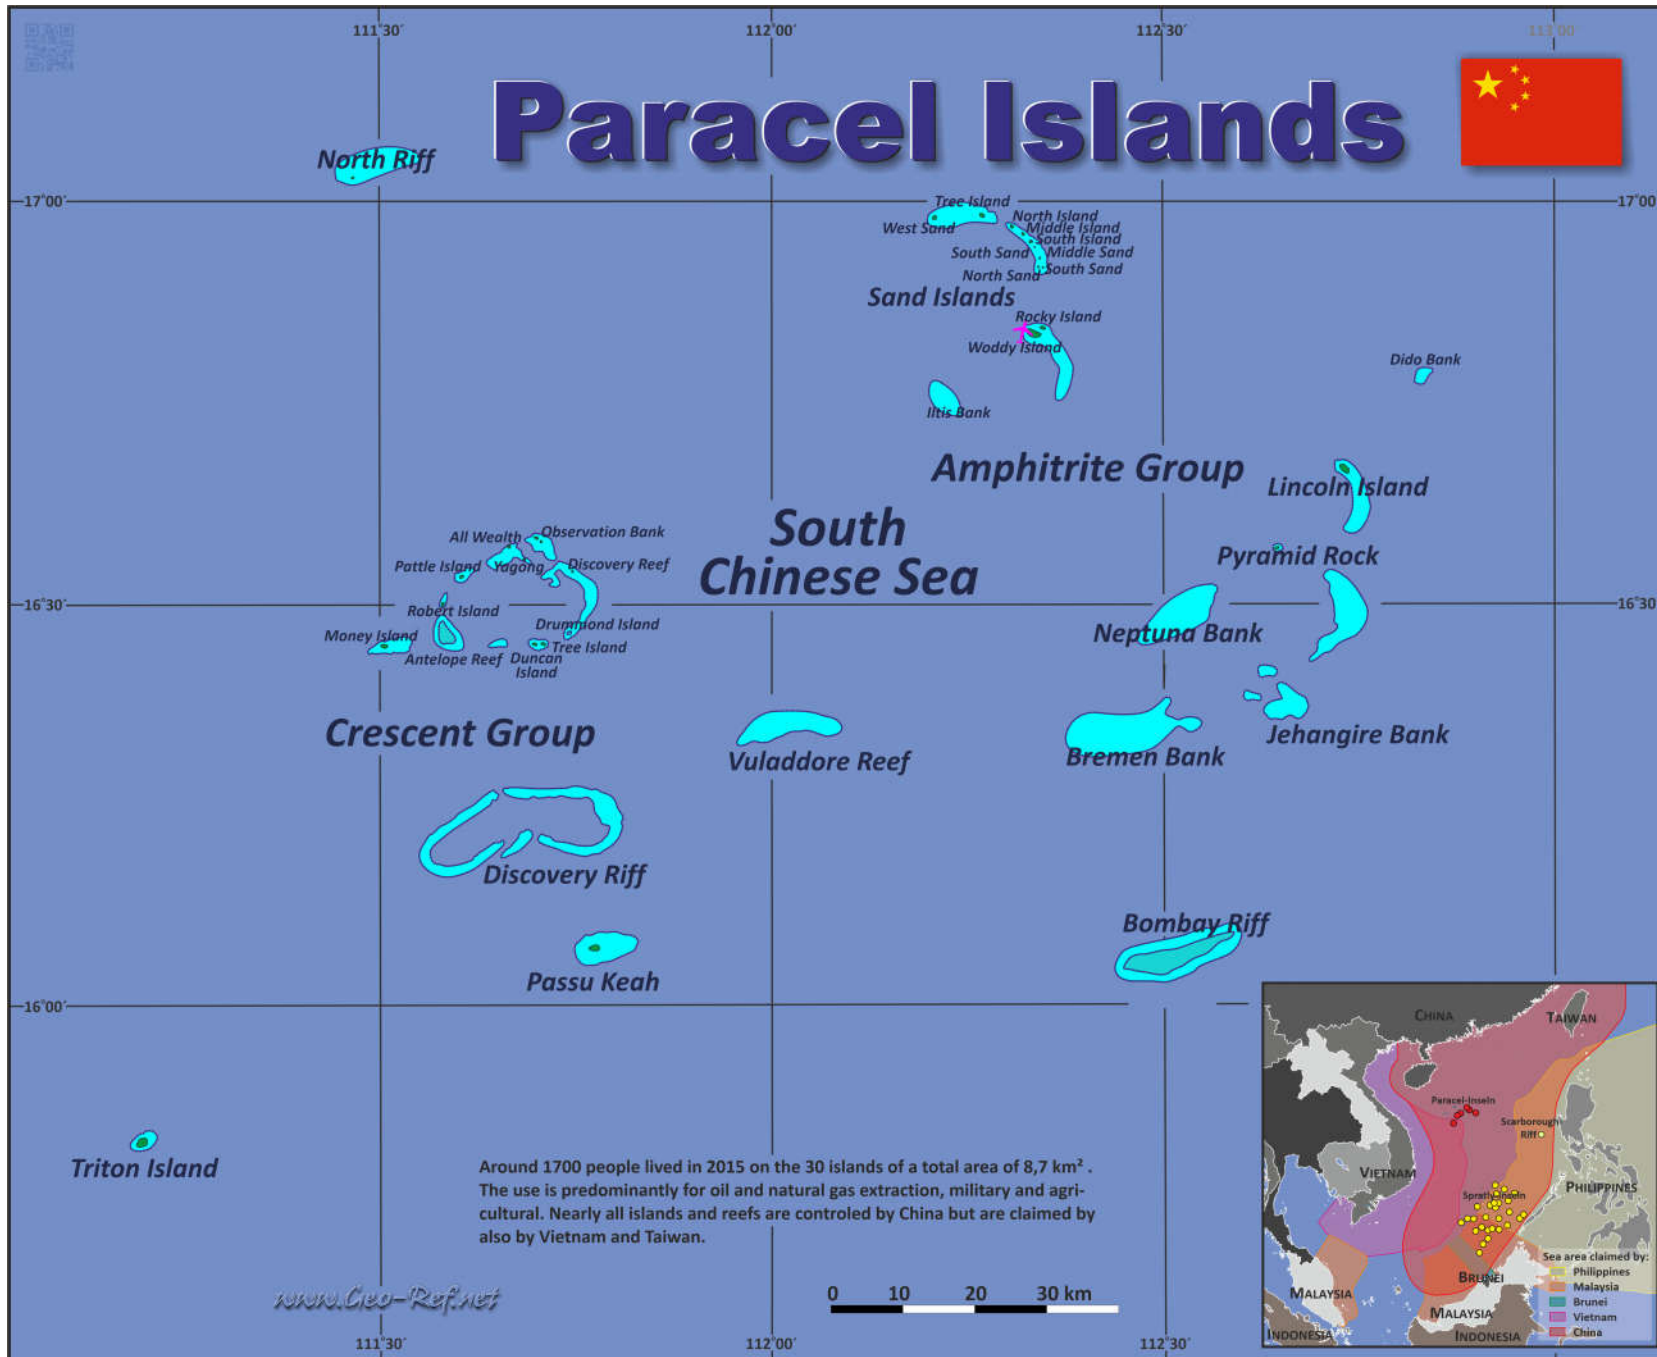 111°30´ 112°00´ 112°30´ 113°00´
Paracel Islands
North Riff
17°00´ 17°00´
Tree Island
West Sand
North Island
Middle Island
South Island
South Sand
Middle Sand
North Sand
South Sand
Sand Islands
Rocky Island
Woddy Island
Dido Bank
Iltis Bank
Amphitrite Group
Lincoln Island
South
Chinese Sea
All Wealth
Observation Bank
Pattle Island
Yagong
Discovery Reef
Pyramid Rock
16°30´ 16°30´
Robert Island
Money Island
Drummond Island
Antelope Reef
Duncan
Island
Tree Island
Neptuna Bank
Crescent Group
Vuladdore Reef
Bremen Bank
Jehangire Bank
Discovery Riff
Bombay Riff
Passu Keah
16°00´
Triton Island
Around 1700 people lived in 2015 on the 30 islands of a total area of 8,7 km² .
The use is predominantly for oil and natural gas extraction, military and agri-
cultural. Nearly all islands and reefs are controled by China but are claimed by
also by Vietnam and Taiwan.
www.Geo-Ref.net
0 10 20 30 km
111°30´ 112°00´ 112°30´
CHINA
TAIWAN
Paracel-Inseln
Scarborough
Riff
VIETNAM
Spratly-Inseln
PHILIPPINES
BRUNEI
MALAYSIA
MALAYSIA
INDONESIA
INDONESIA
Sea area claimed by:
Philippines
Malaysia
Brunei
Vietnam
China